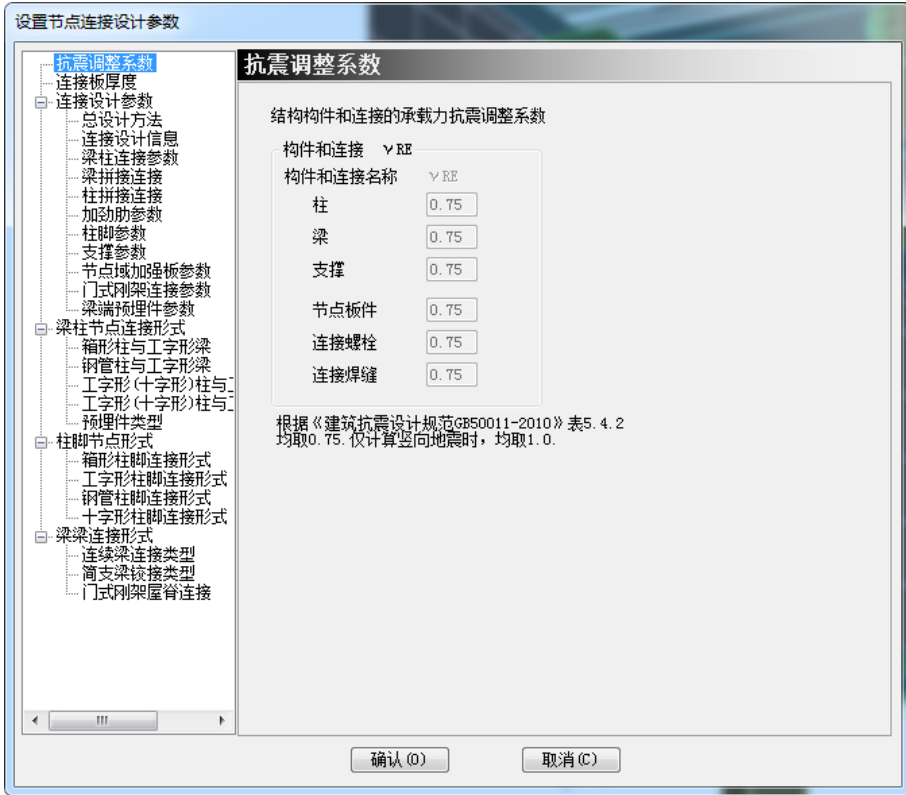 设置节点连接设计参数
抗震调整系数
连接板厚度
连接设计参数
总设计方法
连接设计信息
梁柱连接参数
梁拼接连接
柱拼接连接
加劲肋参数
柱脚参数
支撑参数
节点域加强板参数
门式刚架连接参数
梁端预埋件参数
梁柱节点连接形式
箱形柱与工字形梁
钢管柱与工字形梁
工字形(十字形)柱与工
工字形(十字形)柱与工
预埋件类型
柱脚节点形式
箱形柱脚连接形式
工字形柱脚连接形式
钢管柱脚连接形式
十字形柱脚连接形式
梁梁连接形式
连续梁连接类型
简支梁铰接类型
门式刚架屋脊连接
抗震调整系数
结构构件和连接的承载力抗震调整系数
构件和连接 γRE
构件和连接名称 γRE
柱 0.75
梁 0.75
支撑 0.75
节点板件 0.75
连接螺栓 0.75
连接焊缝 0.75
根据《建筑抗震设计规范GB50011-2010》表5.4.2
均取0.75.仅计算竖向地震时，均取1.0.
确认(O) 取消(C)